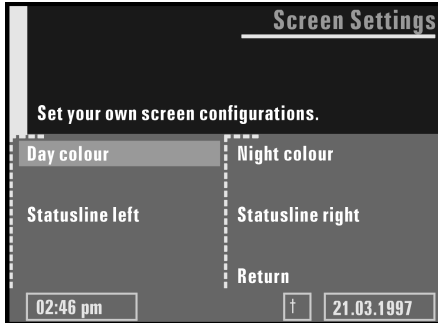 Screen Settings
Set your own screen configurations.
Day colour
Night colour
Statusline left
Statusline right
Return
02:46 pm
†
21.03.1997